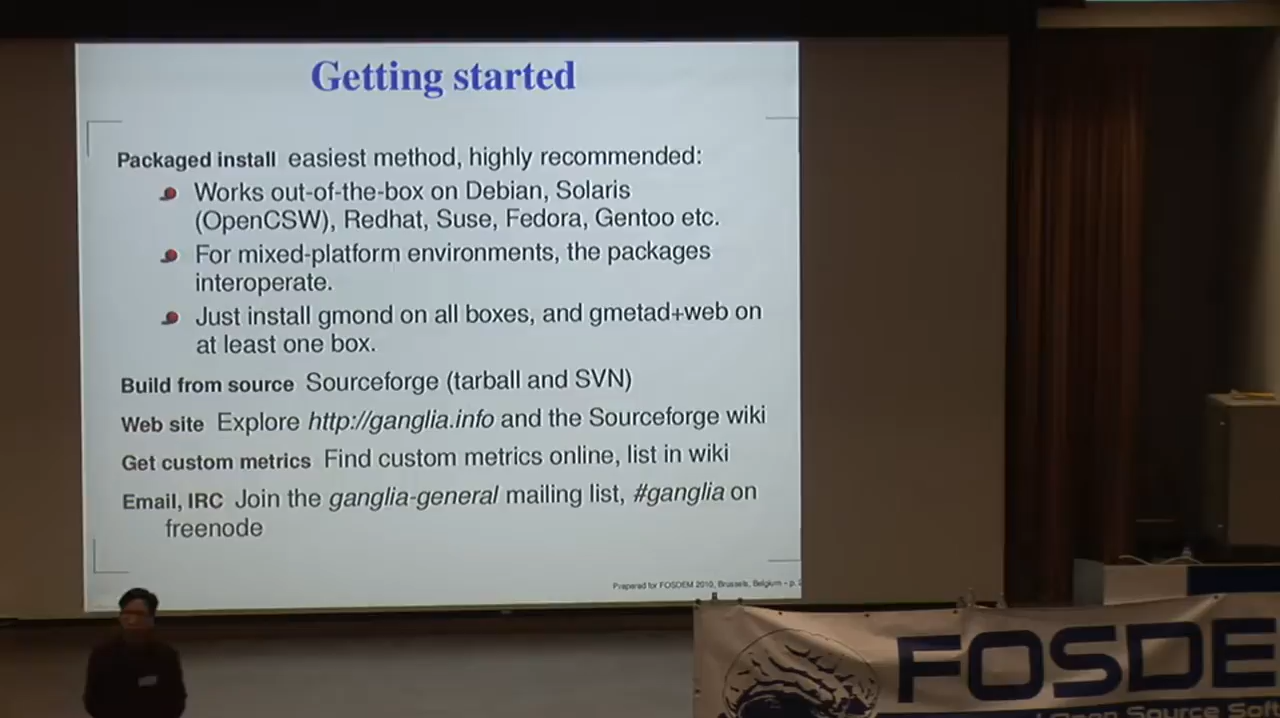 Getting started
Packaged install easiest method, highly recommended:
Works out-of-the-box on Debian, Solaris
(OpenCSW), Redhat, Suse, Fedora, Gentoo etc.
For mixed-platform environments, the packages
interoperate.
Just install gmond on all boxes, and gmetad+web on
at least one box.
Build from source Sourceforge (tarball and SVN)
Web site Explore http://ganglia.info and the Sourceforge wiki
Get custom metrics Find custom metrics online, list in wiki
Email, IRC Join the ganglia-general mailing list, #ganglia on
freenode
Prepared for FOSDEM 2010, Brussels, Belgium – p.
FOSDE
Open Source Soft